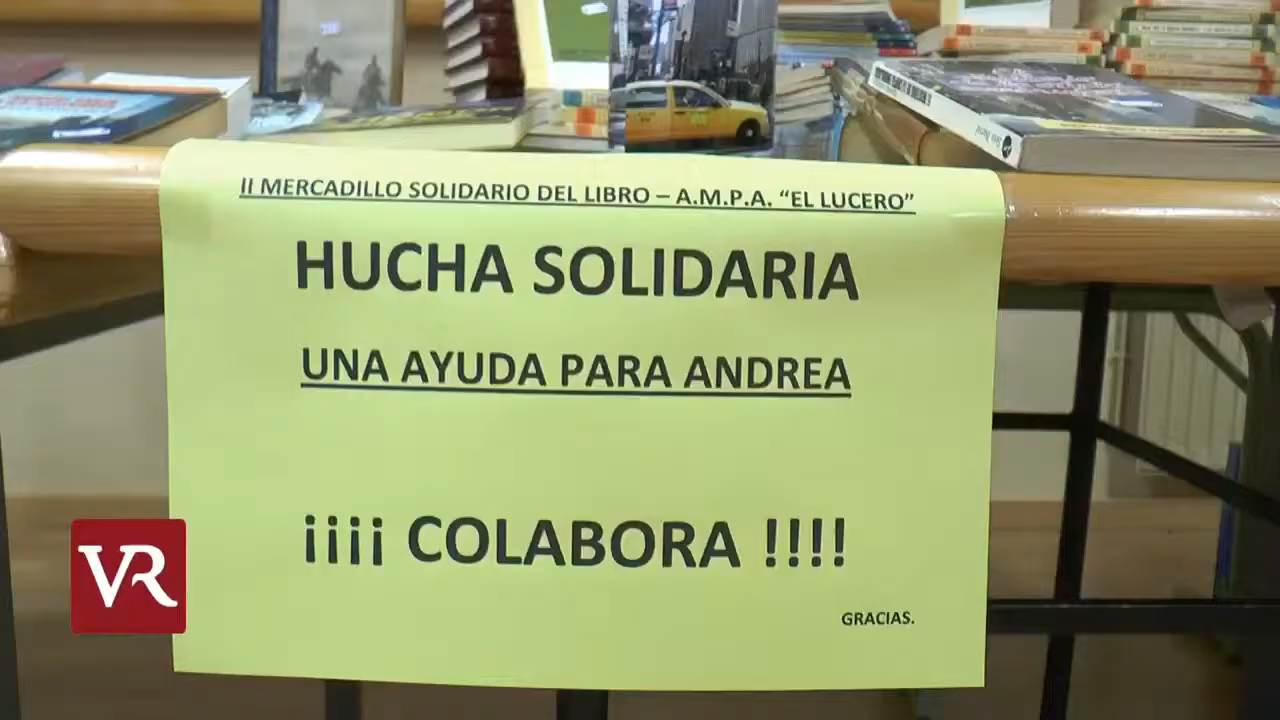 II MERCADILLO SOLIDARIO DEL LIBRO – A.M.P.A. “EL LUCERO”
HUCHA SOLIDARIA
UNA AYUDA PARA ANDREA
¡¡¡¡ COLABORA !!!!
GRACIAS.
VR